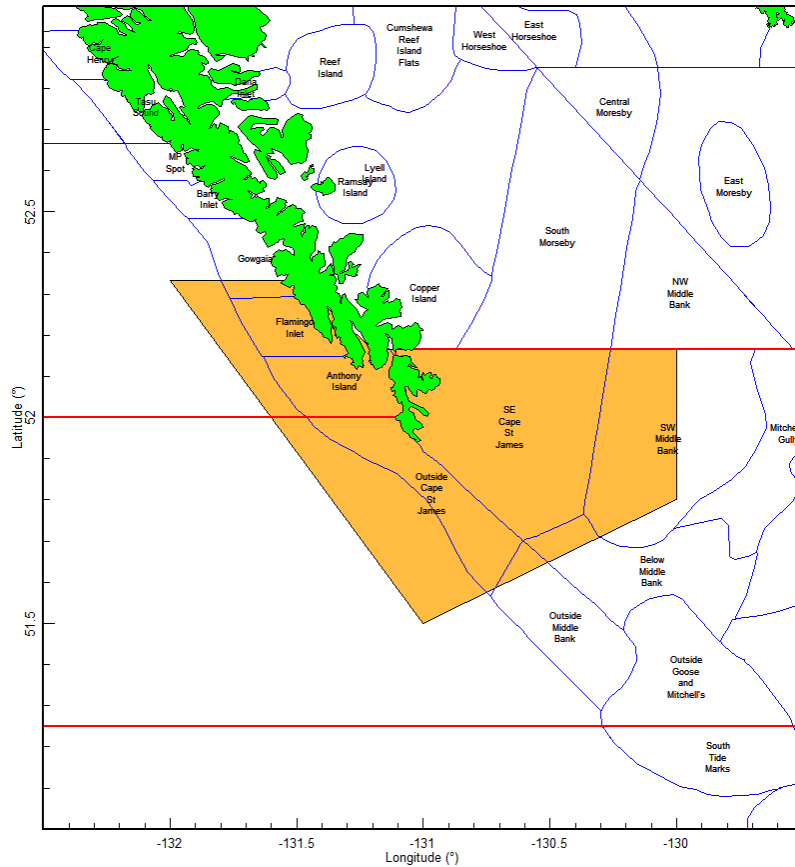 Cumshewa
Reef
Island
Flats
West
Horseshoe
East
Horseshoe
Cape
Henry
Reef
Island
Dana
Inlet
Tasu
Sound
Central
Moresby
MP
Spot
Lyell
Island
Ramsay
Island
East
Moresby
Barry
Inlet
South
Morseby
Gowgaia
Copper
Island
NW
Middle
Bank
Flamingo
Inlet
Anthony
Island
SE
Cape
St
James
SW
Middle
Bank
Mitche
Gully
Outside
Cape
St
James
Below
Middle
Bank
Outside
Middle
Bank
Outside
Goose
and
Mitchell's
South
Tide
Marks
52.5
52
51.5
Latitude (°)
-132
-131.5
-131
-130.5
-130
Longitude (°)